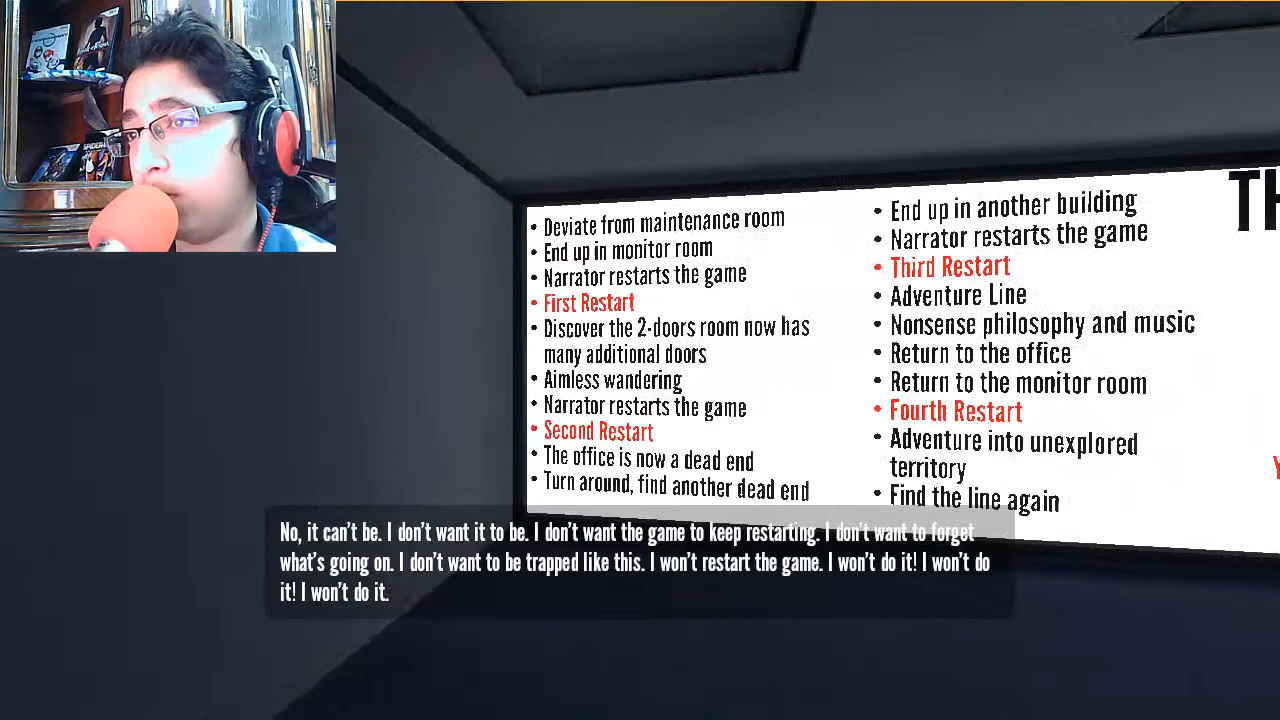 • Deviate from maintenance room
• End up in monitor room
• Narrator restarts the game
• First Restart
• Discover the 2-doors room now has
many additional doors
• Aimless wandering
• Narrator restarts the game
• Second Restart
• The office is now a dead end
• Turn around, find another dead end
• End up in another building
• Narrator restarts the game
• Third Restart
• Adventure Line
• Nonsense philosophy and music
• Return to the office
• Return to the monitor room
• Fourth Restart
• Adventure into unexplored
territory
• Find the line again
No, it can't be. I don't want it to be. I don't want the game to keep restarting. I don't want to forget
what's going on. I don't want to be trapped like this. I won't restart the game. I won't do it! I won't do
it! I won't do it.